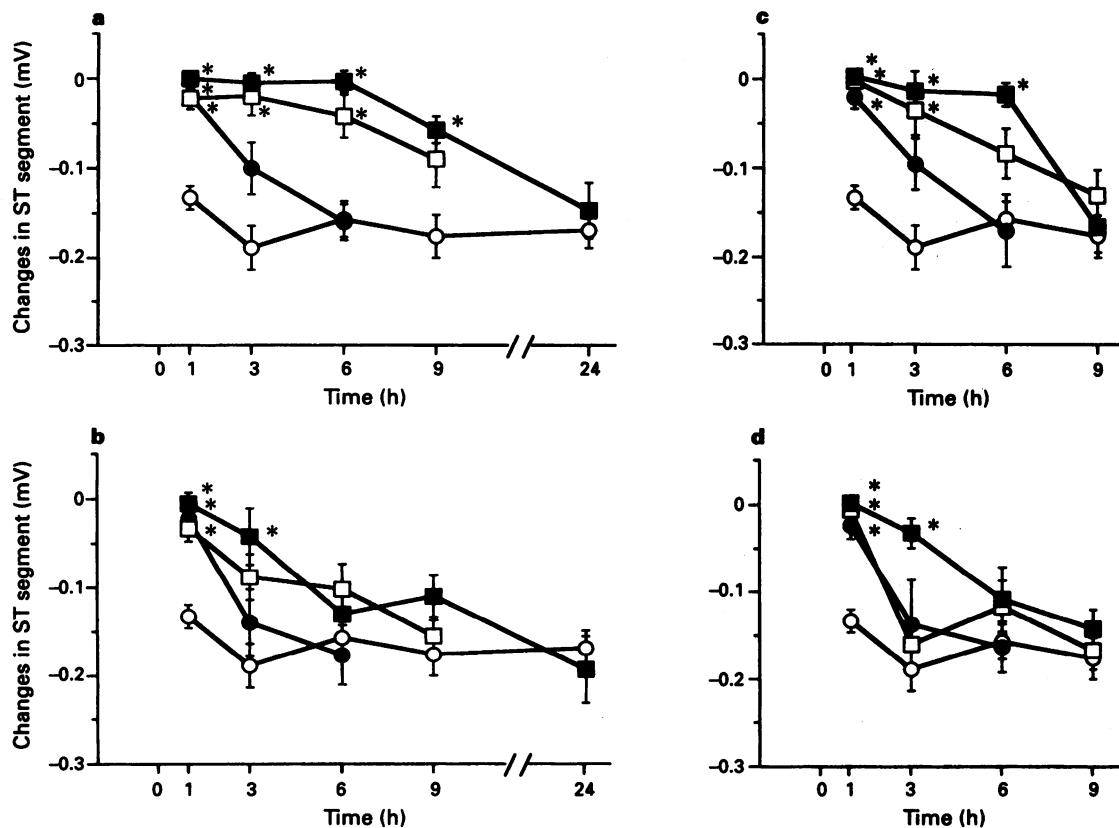 a
Changes in ST segment (mV)
0
–0.1
–0.2
–0.3
* * * * * * * *
0 1 3 6 9 24
Time (h)
c
0
–0.1
–0.2
–0.3
* * * * * *
0 1 3 6 9
Time (h)
b
Changes in ST segment (mV)
0
–0.1
–0.2
–0.3
* * * *
0 1 3 6 9 24
Time (h)
d
0
–0.1
–0.2
–0.3
* * * *
0 1 3 6 9
Time (h)